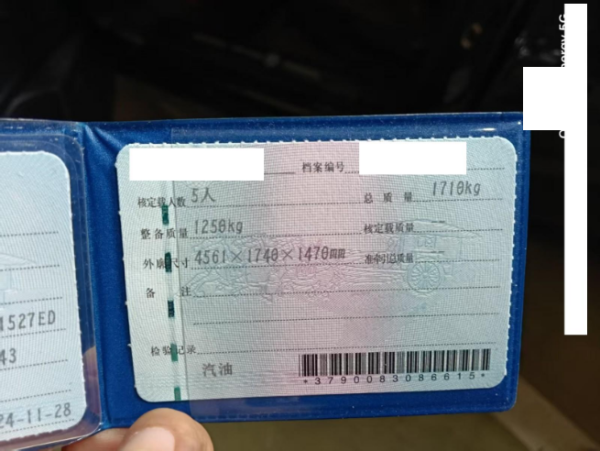 档案编号
核定载人数 5人 总质量 1710kg
整备质量 1250kg 核定载质量
外廓尺寸 4561×1740×1470mm 准牵引总质量
备注
1527ED
43
检验记录
24-11-28
汽油
*3790083086615*